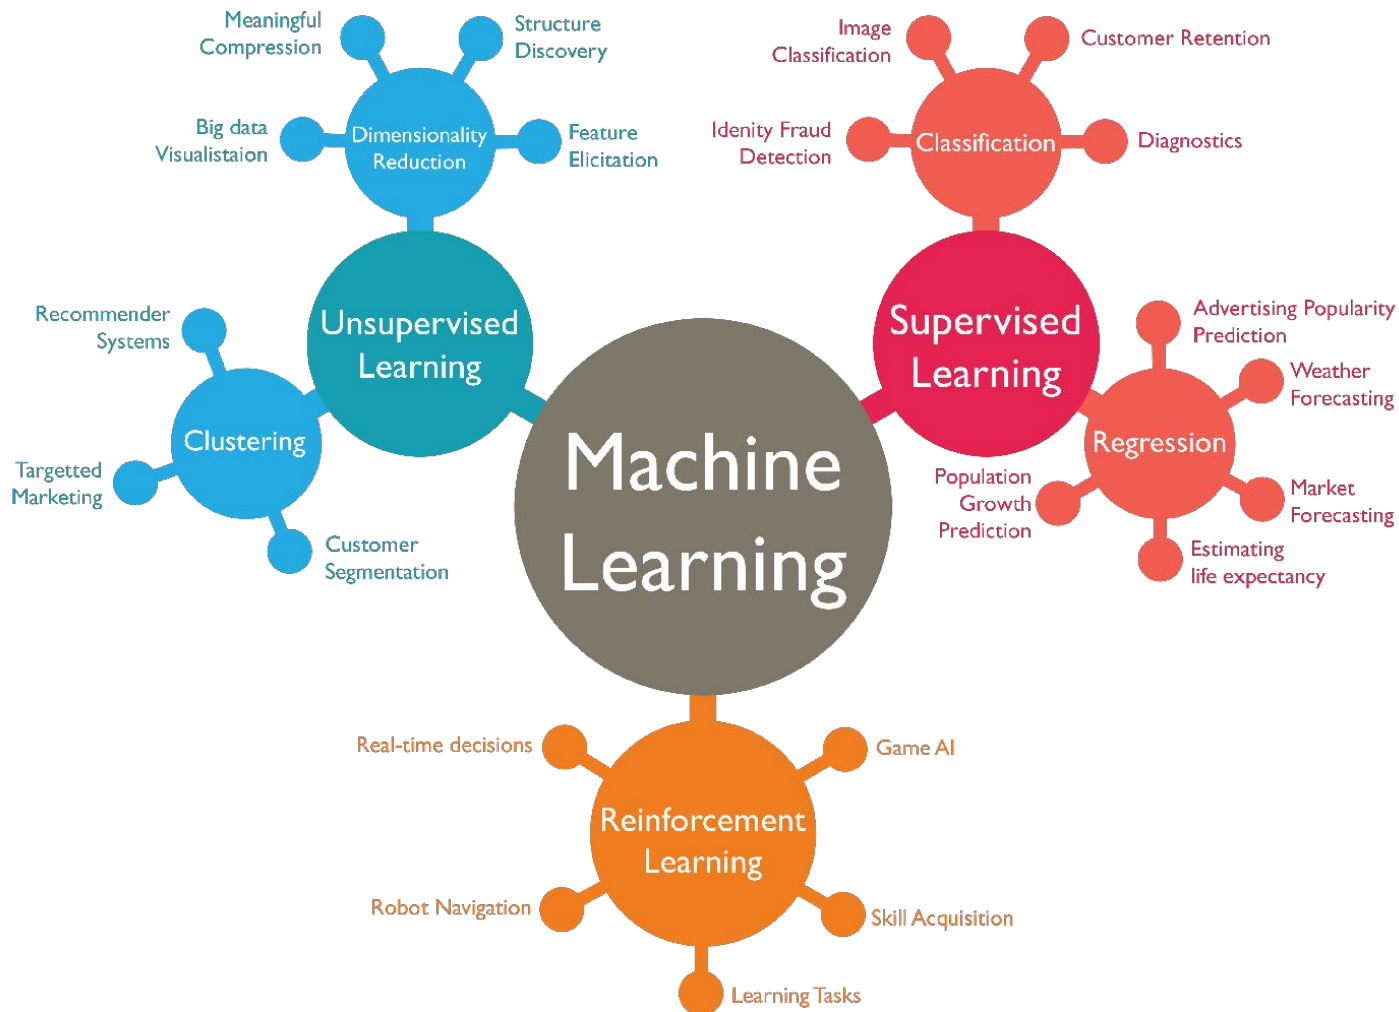 Meaningful
Compression
Structure
Discovery
Big data
Visualistaion
Dimensionality
Reduction
Feature
Elicitation
Image
Classification
Customer Retention
Idenity Fraud
Detection
Classification
Diagnostics
Unsupervised
Learning
Supervised
Learning
Recommender
Systems
Clustering
Targetted
Marketing
Customer
Segmentation
Advertising Popularity
Prediction
Weather
Forecasting
Regression
Population
Growth
Prediction
Market
Forecasting
Estimating
life expectancy
Machine
Learning
Real-time decisions
Game AI
Reinforcement
Learning
Robot Navigation
Skill Acquisition
Learning Tasks